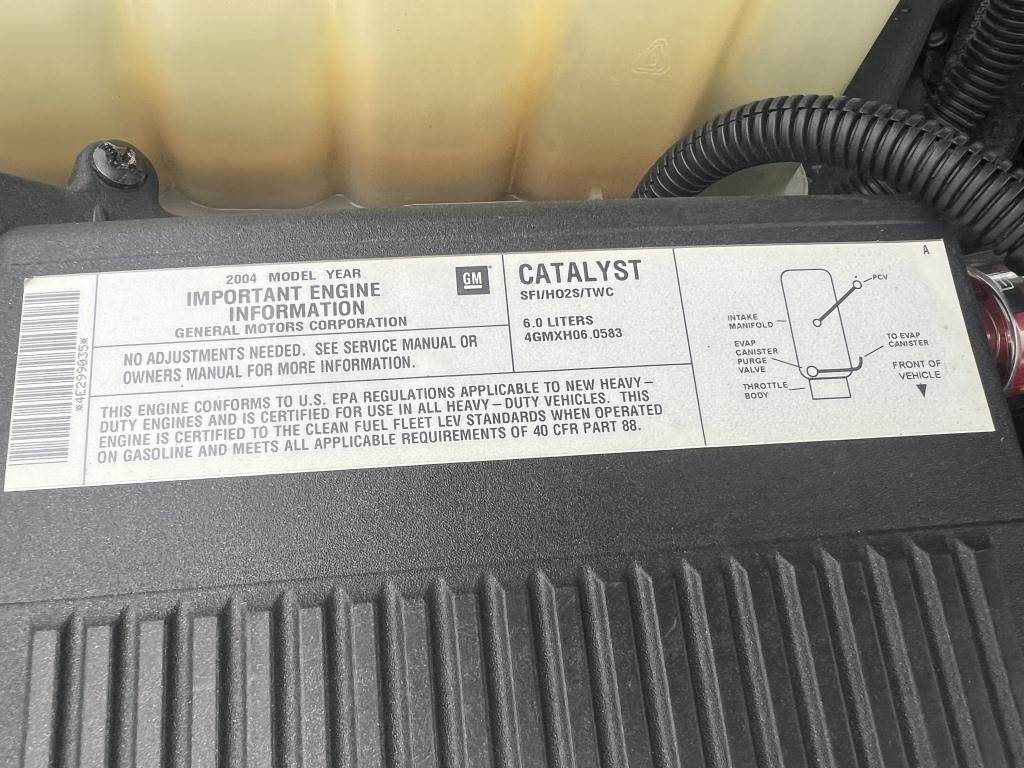 *4E299035*
2004 MODEL YEAR
IMPORTANT ENGINE
INFORMATION
GENERAL MOTORS CORPORATION
GM
NO ADJUSTMENTS NEEDED. SEE SERVICE MANUAL OR
OWNERS MANUAL FOR MORE INFORMATION.
CATALYST
SFI/HO2S/TWC
6.0 LITERS
4GMXH06.0583
THIS ENGINE CONFORMS TO U.S. EPA REGULATIONS APPLICABLE TO NEW HEAVY-
DUTY ENGINES AND IS CERTIFIED FOR USE IN ALL HEAVY-DUTY VEHICLES. THIS
ENGINE IS CERTIFIED TO THE CLEAN FUEL FLEET LEV STANDARDS WHEN OPERATED
ON GASOLINE AND MEETS ALL APPLICABLE REQUIREMENTS OF 40 CFR PART 88.
A
PCV
INTAKE
MANIFOLD
EVAP
CANISTER
PURGE
VALVE
THROTTLE
BODY
TO EVAP
CANISTER
FRONT OF
VEHICLE